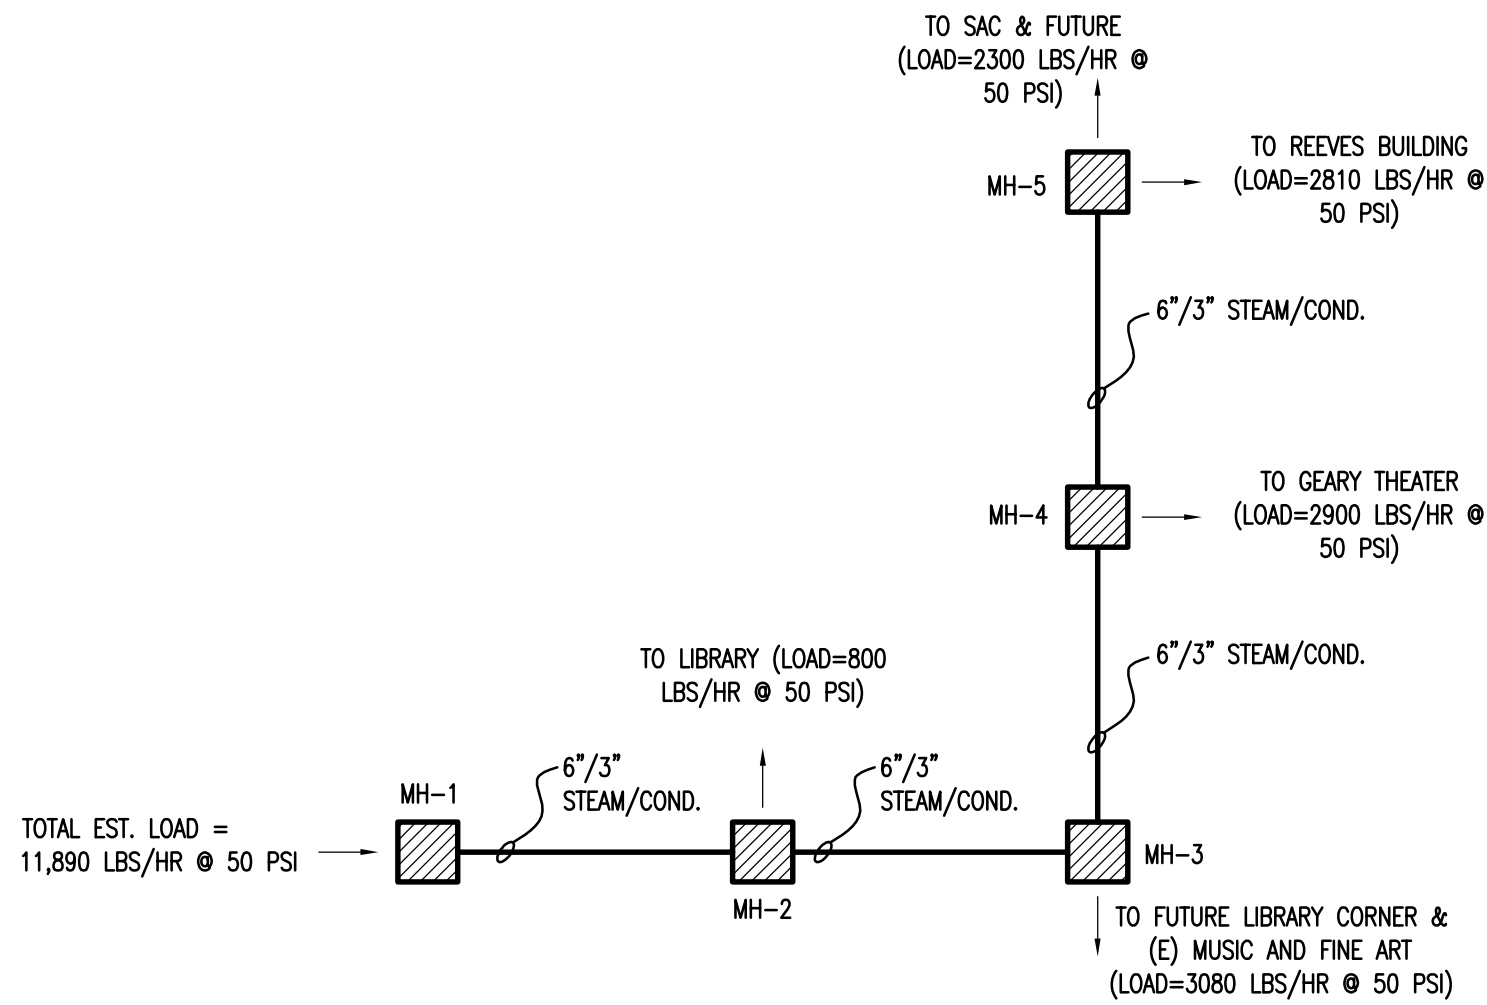 TO SAC & FUTURE
(LOAD=2300 LBS/HR @
50 PSI)
TO REEVES BUILDING
(LOAD=2810 LBS/HR @
50 PSI)
MH-5
6"/3" STEAM/COND.
TO GEARY THEATER
(LOAD=2900 LBS/HR @
50 PSI)
MH-4
6"/3" STEAM/COND.
TO LIBRARY (LOAD=800
LBS/HR @ 50 PSI)
6"/3"
STEAM/COND.
6"/3"
STEAM/COND.
MH-1
TOTAL EST. LOAD =
11,890 LBS/HR @ 50 PSI
MH-2
MH-3
TO FUTURE LIBRARY CORNER &
(E) MUSIC AND FINE ART
(LOAD=3080 LBS/HR @ 50 PSI)